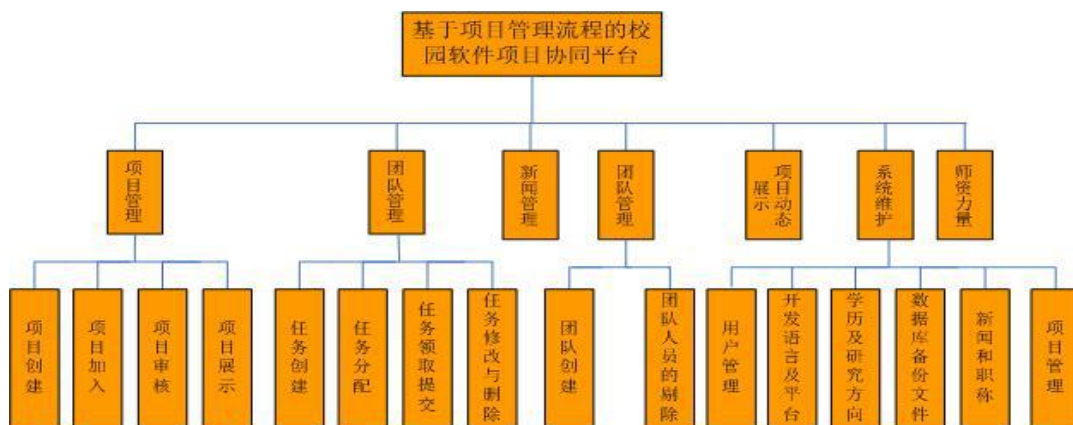 基于项目管理流程的校
园软件项目协同平台
项目管理
团队管理
新闻管理
团队管理
项目动态
展示
系统维护
师资力量
项目创建
项目加入
项目审核
项目展示
任务创建
任务分配
任务领取提交
任务修改与删除
团队创建
团队人员的剔除
用户管理
开发语言及平台
学历及研究方向
数据库备份文件
新闻和职称
项目管理